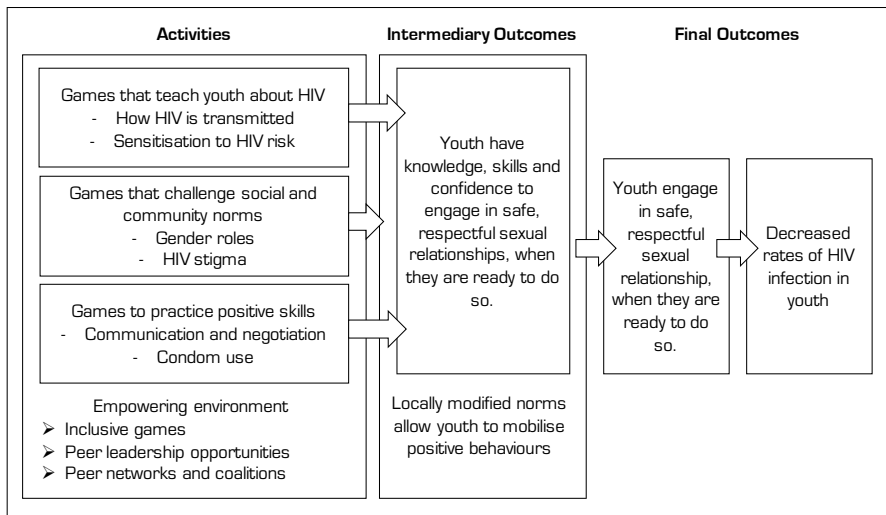 Activities
Games that teach youth about HIV
- How HIV is transmitted
- Sensitisation to HIV risk
Games that challenge social and
community norms
- Gender roles
- HIV stigma
Games to practice positive skills
- Communication and negotiation
- Condom use
Empowering environment
➢ Inclusive games
➢ Peer leadership opportunities
➢ Peer networks and coalitions
Intermediary Outcomes
Youth have
knowledge, skills and
confidence to
engage in safe,
respectful sexual
relationships, when
they are ready to do
so.
Locally modified norms
allow youth to mobilise
positive behaviours
Final Outcomes
Youth engage
in safe,
respectful
sexual
relationship,
when they are
ready to do
so.
Decreased
rates of HIV
infection in
youth